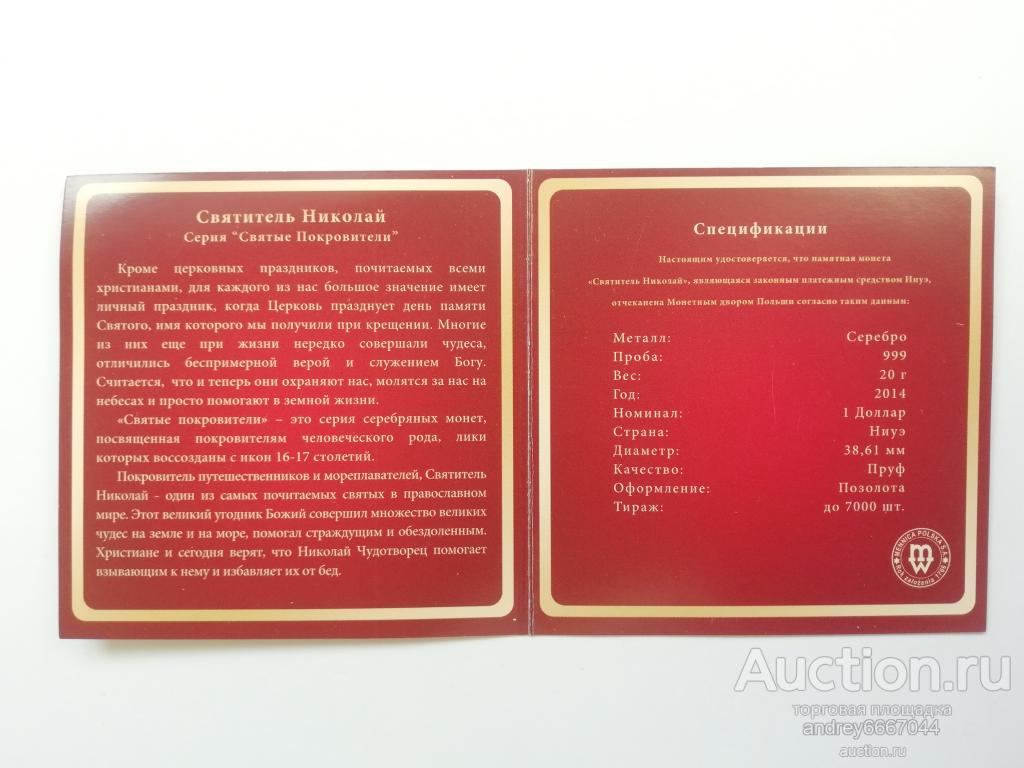 Святитель Николай
Серия "Святые Покровители"
Кроме церковных праздников, почитаемых всеми
христианами, для каждого из нас большое значение имеет
личный праздник, когда Церковь празднует день памяти
Святого, имя которого мы получили при крещении. Многие
из них еще при жизни нередко совершали чудеса,
отличились беспримерной верой и служением Богу.
Считается, что и теперь они охраняют нас, молятся за нас на
небесах и просто помогают в земной жизни.
«Святые покровители» – это серия серебряных монет,
посвященная покровителям человеческого рода, лики
которых воссозданы с икон 16-17 столетий.
Покровитель путешественников и мореплавателей, Святитель
Николай - один из самых почитаемых святых в православном
мире. Этот великий угодник Божий совершил множество великих
чудес на земле и на море, помогал страждущим и обездоленным.
Христиане и сегодня верят, что Николай Чудотворец помогает
взывающим к нему и избавляет их от бед.
Спецификации
Настоящим удостоверяется, что памятная монета
«Святитель Николай», являющаяся законным платежным средством Ниуэ,
отчеканена Монетным двором Польши согласно таким данным:
Металл: Серебро
Проба: 999
Вес: 20 г
Год: 2014
Номинал: 1 Доллар
Страна: Ниуэ
Диаметр: 38,61 мм
Качество: Пруф
Оформление: Позолота
Тираж: до 7000 шт.
MENNICA POLSKA S.A.
Rok założenia 1766
Auction.ru
торговая площадка
andrey6667044
auction.ru